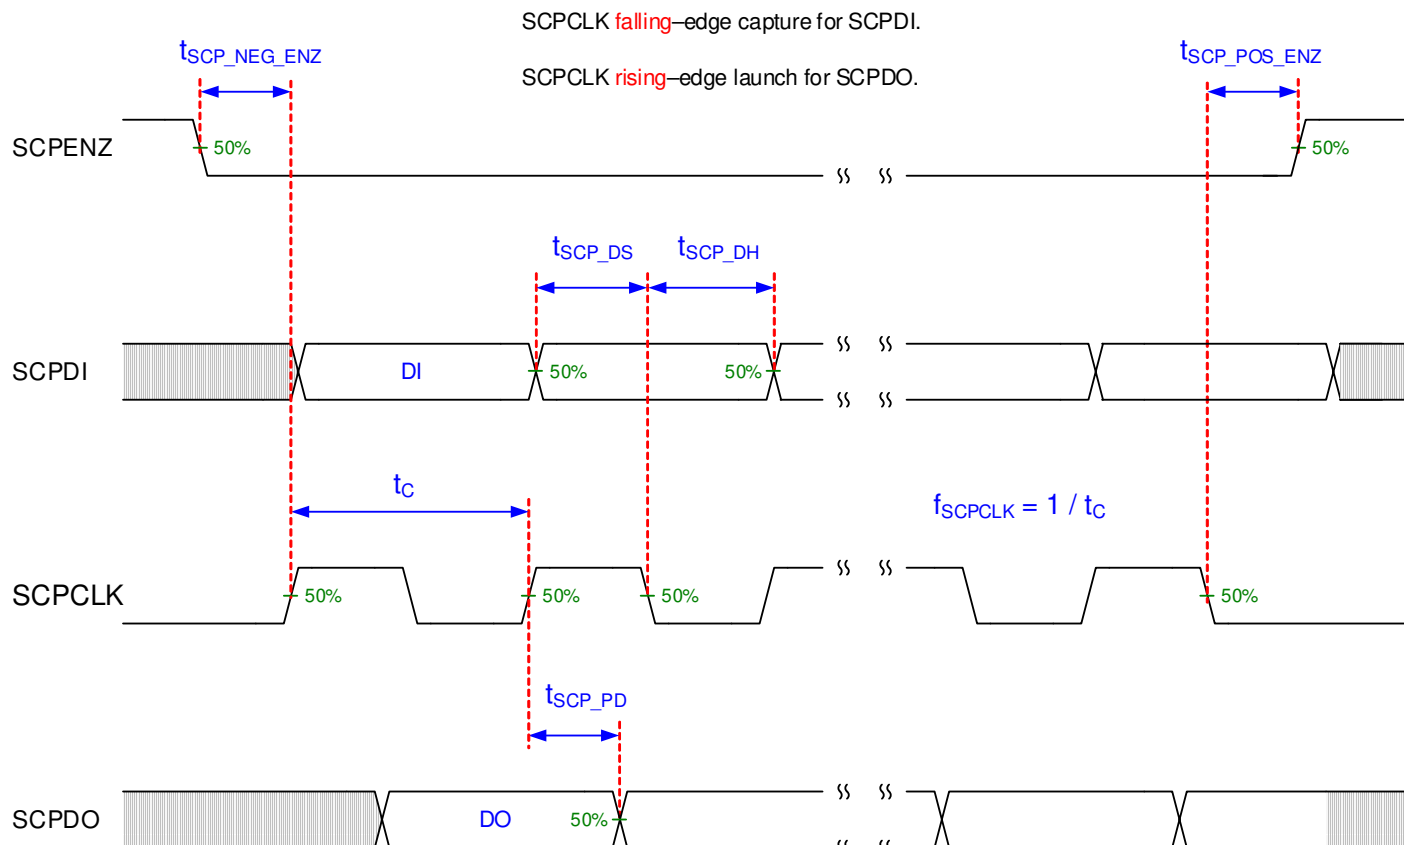 SCPCLK falling–edge capture for SCPDI.
SCPCLK rising–edge launch for SCPDO.
tSCP_NEG_ENZ
tSCP_POS_ENZ
SCPENZ
50%
50%
tSCP_DS
tSCP_DH
SCPDI
DI
50%
50%
tC
fSCPCLK = 1 / tC
SCPCLK
50%
50%
50%
50%
tSCP_PD
SCPDO
DO
50%